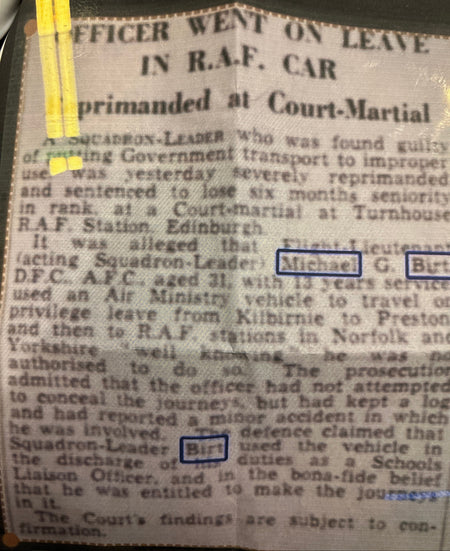 FFICER WENT ON LEAVE
IN R.A.F. CAR
primanded at Court-Martial
A SQUADRON-LEADER who was found guilty
of Government transport to improper
use was yesterday severely reprimanded
and sentenced to lose six months seniority
in rank, at a Court-martial at Turnhouse
R.A.F. Station, Edinburgh.
It was alleged that Flight-Lieutenant
(acting Squadron-Leader) Michael G. Birt
D.F.C., A.F.C., aged 31, with 13 years service
used an Air Ministry vehicle to travel on
privilege leave from Kilbirnie to Preston
and then to R.A.F. stations in Norfolk and
Yorkshire "well knowing he was no
authorised to do so. The prosecution
admitted that the officer had not attempted
to conceal the journeys, but had kept a log
and had reported a minor accident in which
he was involved. The defence claimed that
Squadron-Leader Birt used the vehicle in
the discharge of duties as a Schools
Liaison Officer, and in the bona-fide belief
that he was entitled to make the journeys
in it.
The Court's findings are subject to con-
firmation.